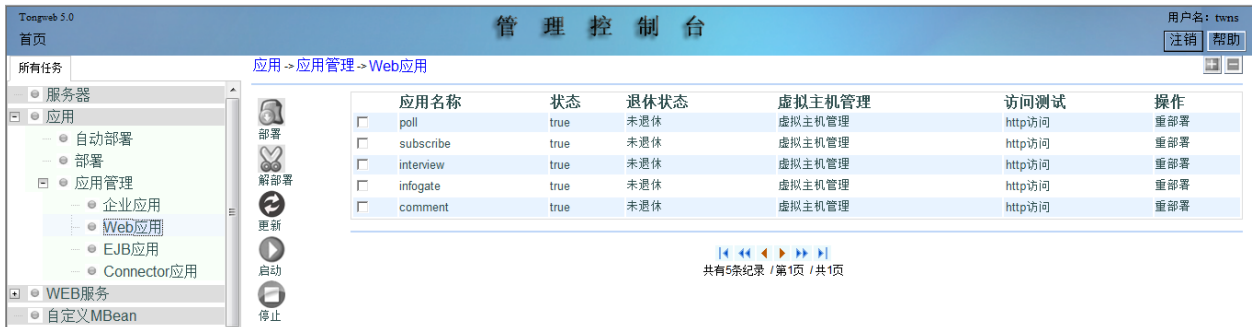 Tongweb 5.0
首页
管 理 控 制 台
用户名: twns
注销 帮助
所有任务
服务器
应用
自动部署
部署
应用管理
企业应用
Web应用
EJB应用
Connector应用
WEB服务
自定义MBean
应用->应用管理->Web应用
部署
解部署
更新
启动
停止
应用名称 状态 退休状态 虚拟主机管理 访问测试 操作
poll true 未退休 虚拟主机管理 http访问 重部署
subscribe true 未退休 虚拟主机管理 http访问 重部署
interview true 未退休 虚拟主机管理 http访问 重部署
infogate true 未退休 虚拟主机管理 http访问 重部署
comment true 未退休 虚拟主机管理 http访问 重部署
共有5条纪录 /第1页 /共1页